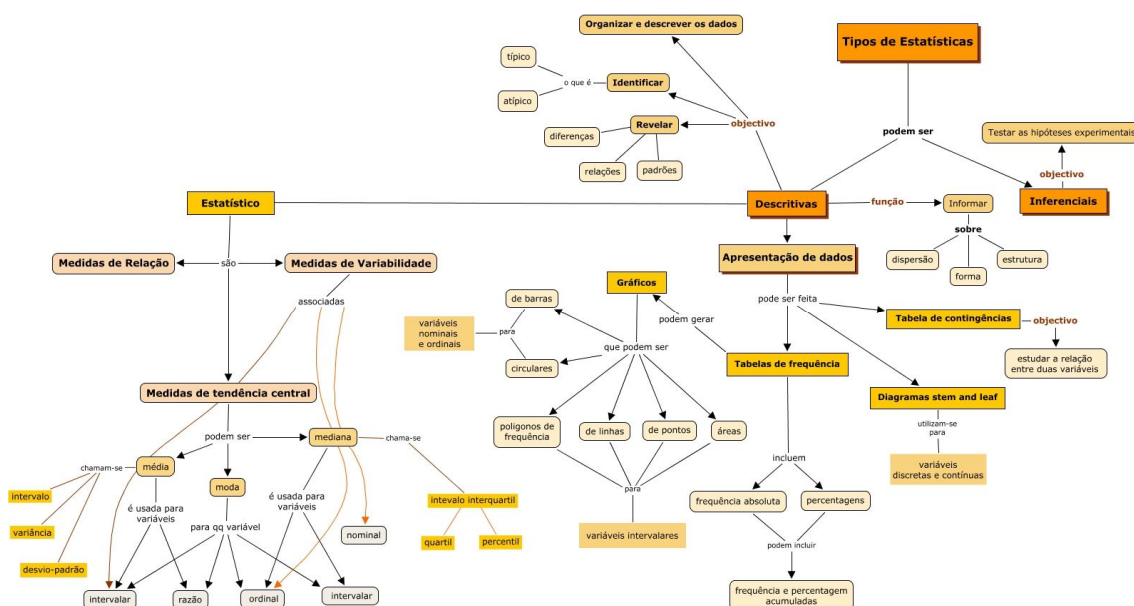 Organizar e descrever os dados
Tipos de Estatísticas
típico
o que é
Identificar
atípico
Revelar
objectivo
podem ser
Testar as hipóteses experimentais
diferenças
relações
padrões
objectivo
Estatístico
Descritivas
função
Informar
Inferenciais
sobre
dispersão
forma
estrutura
Medidas de Relação
são
Medidas de Variabilidade
Apresentação de dados
associadas
Gráficos
pode ser feita
de barras
podem gerar
Tabela de contingências
objectivo
variáveis
nominais
e ordinais
para
que podem ser
circulares
Tabelas de frequência
estudar a relação
entre duas variáveis
Medidas de tendência central
Diagramas stem and leaf
poligonos de
frequência
de linhas
de pontos
áreas
utilizam-se
para
podem ser
mediana
chama-se
chamam-se
média
incluem
variáveis
discretas e contínuas
moda
intervalo
é usada para
variáveis
é usada para
variáveis
intevalo interquartil
para
frequência absoluta
percentagens
variância
para qq variável
nominal
quartil
percentil
variáveis intervalares
podem incluir
desvio-padrão
intervalar
razão
ordinal
intervalar
frequência e percentagem
acumuladas